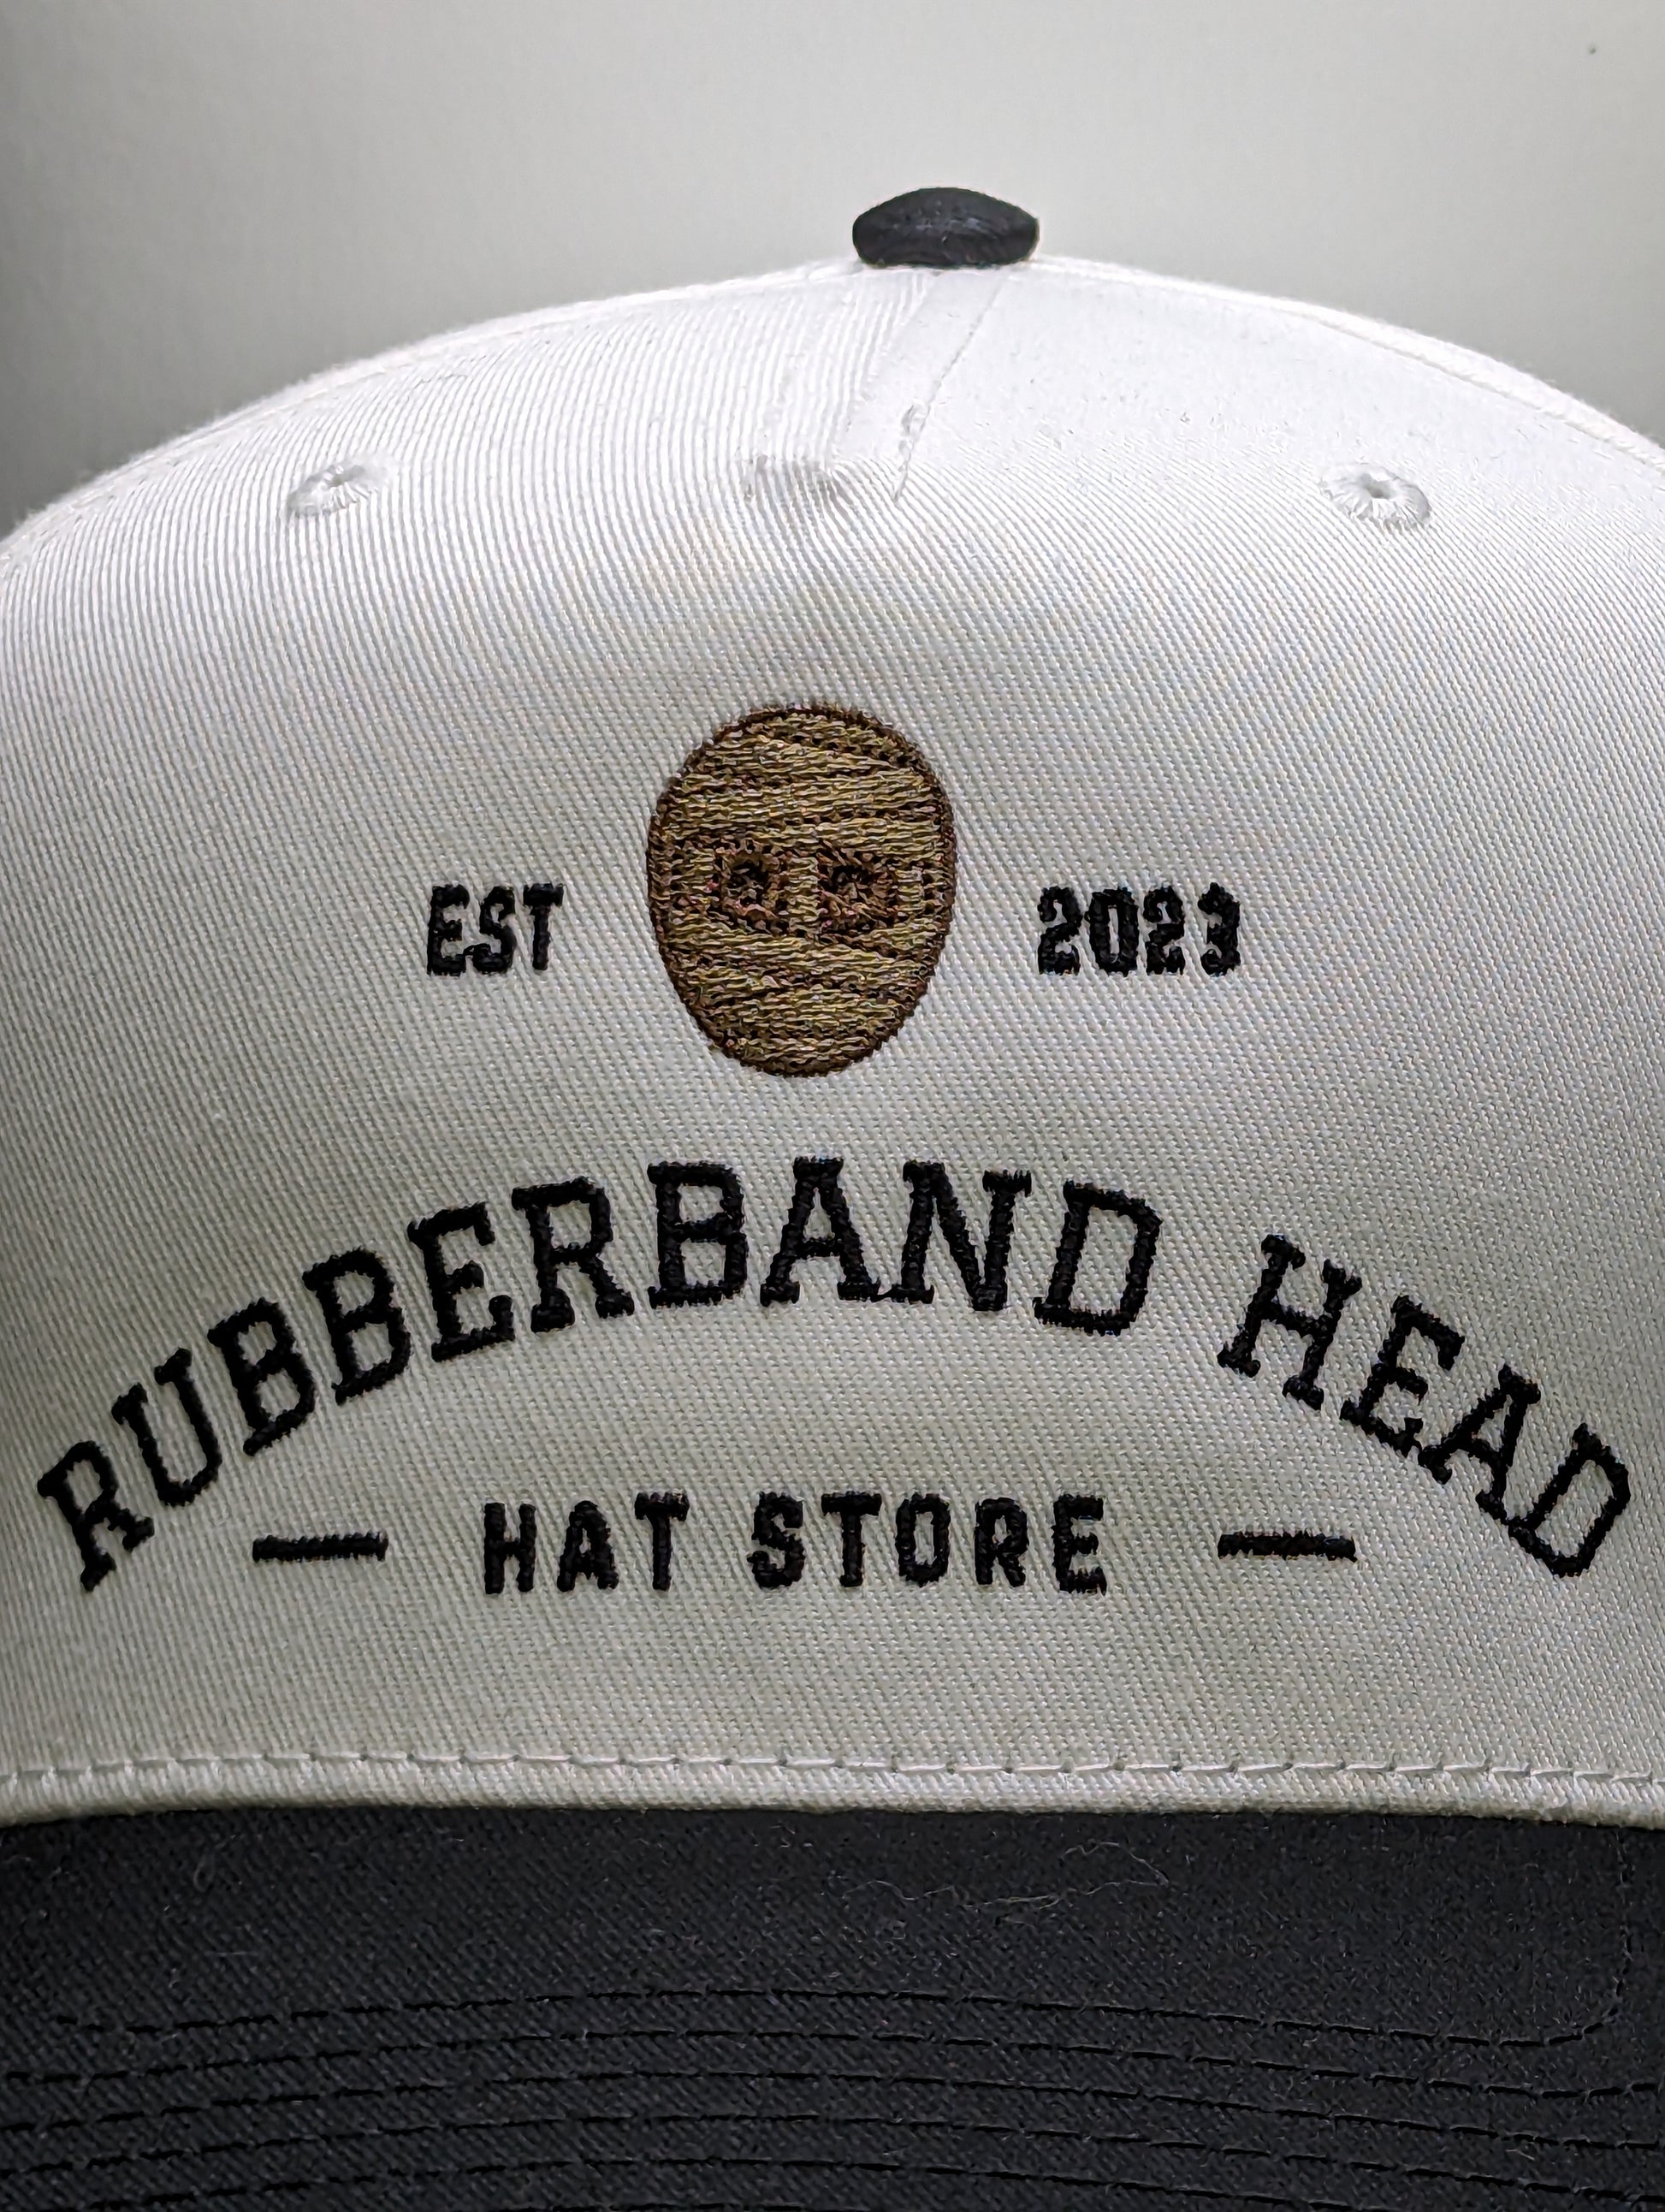 EST 2023
RUBBERBAND HEAD
— HAT STORE —